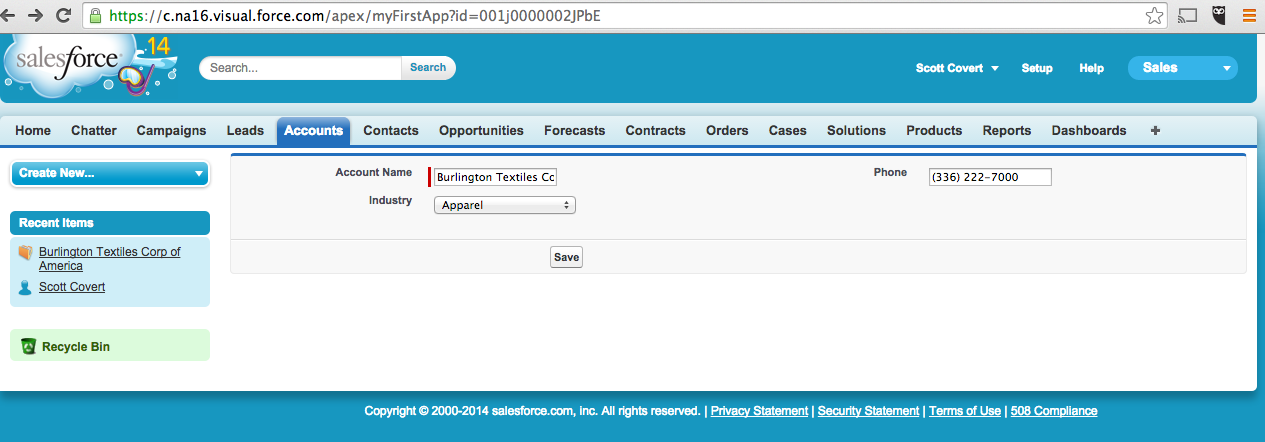 https://c.na16.visual.force.com/apex/myFirstApp?id=001j0000002JPbE
salesforce 14
Search... Search
Scott Covert Setup Help Sales
Home Chatter Campaigns Leads Accounts Contacts Opportunities Forecasts Contracts Orders Cases Solutions Products Reports Dashboards +
Create New...
Account Name Burlington Textiles Co Phone (336) 222-7000
Industry Apparel
Save
Recent Items
Burlington Textiles Corp of
America
Scott Covert
Recycle Bin
Copyright © 2000-2014 salesforce.com, inc. All rights reserved. | Privacy Statement | Security Statement | Terms of Use | 508 Compliance